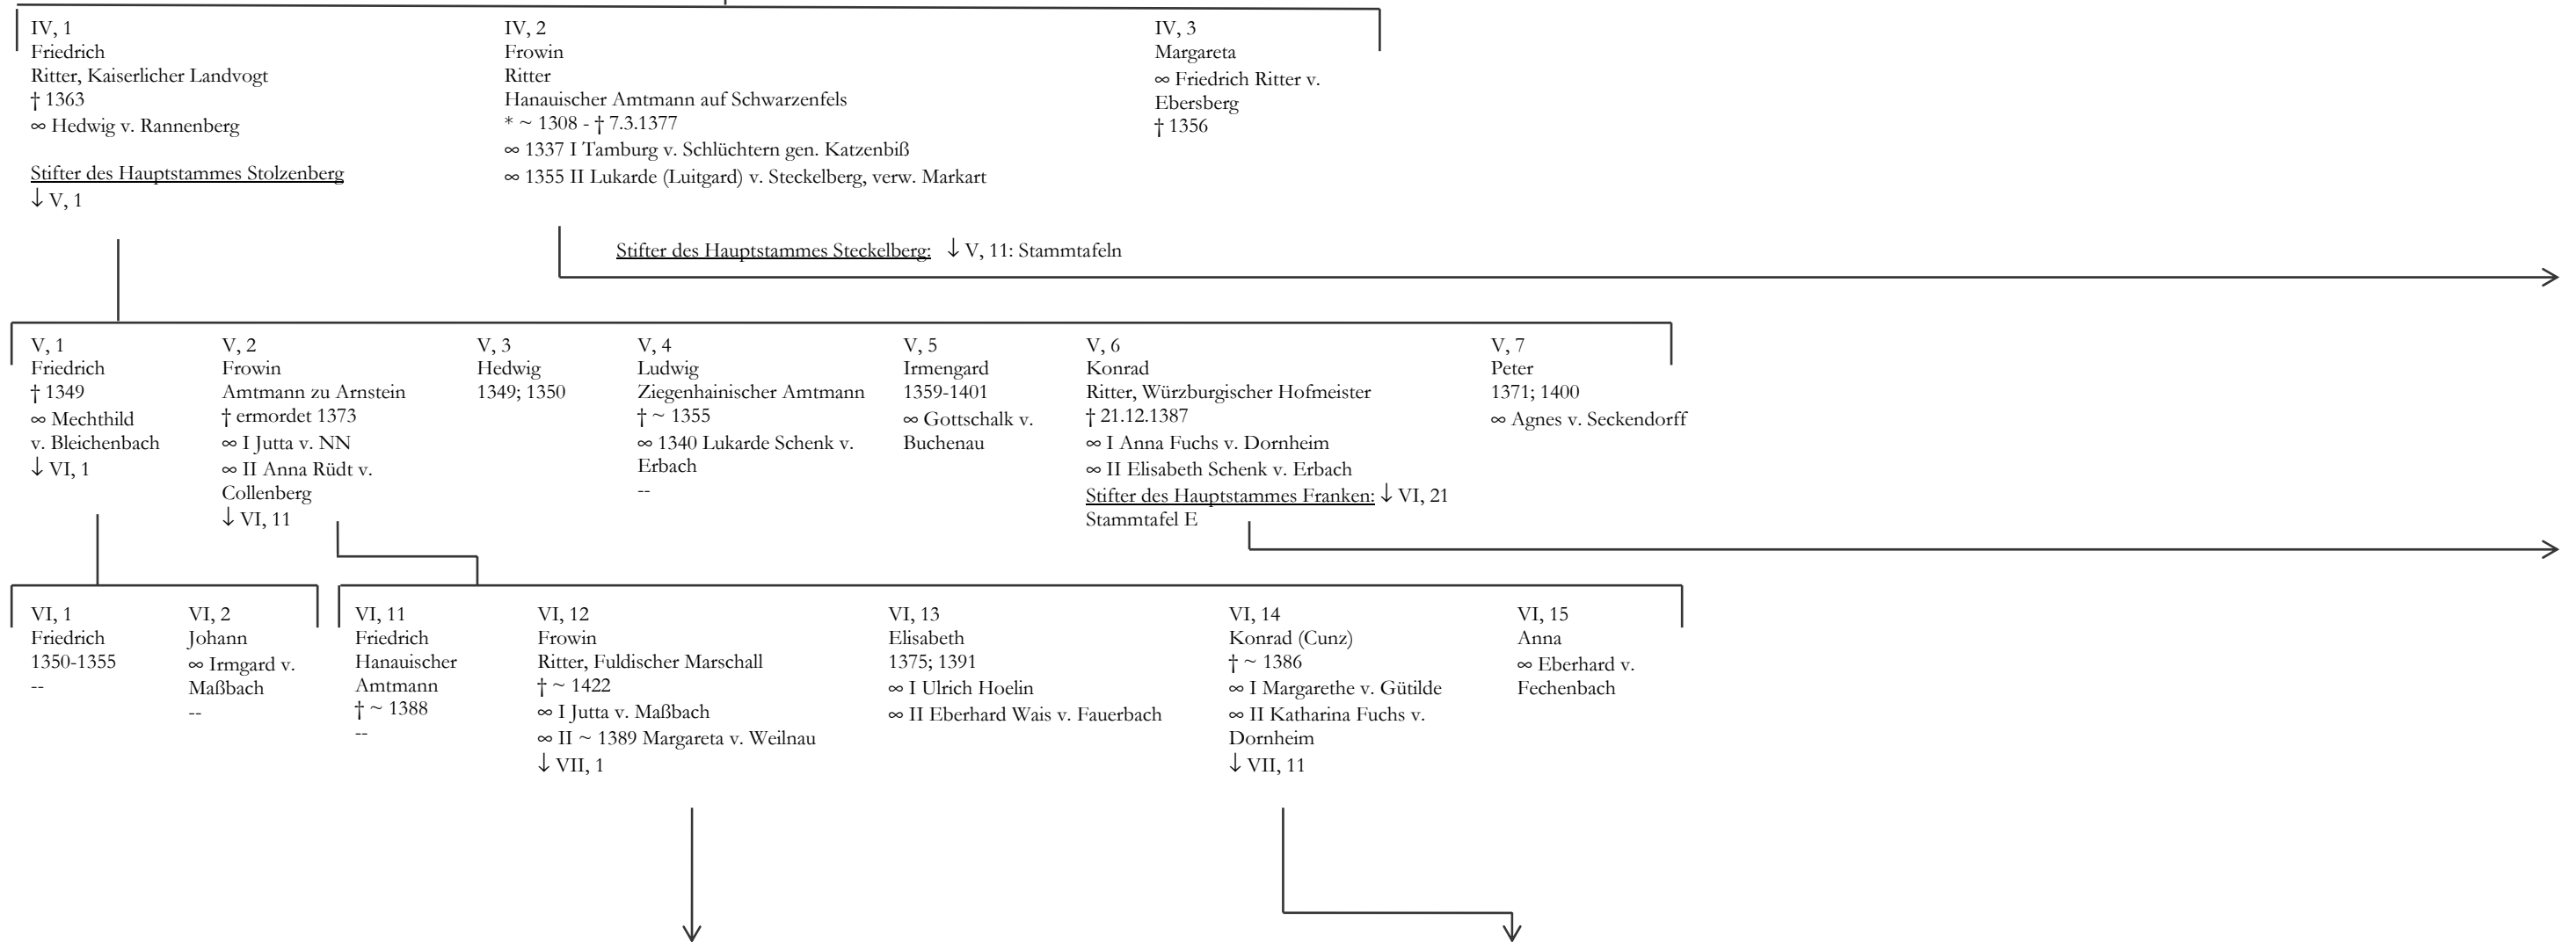 IV, 1
Friedrich
Ritter, Kaiserlicher Landvogt
† 1363
∞ Hedwig v. Rannenberg
Stifter des Hauptstammes Stolzenberg
↓ V, 1
IV, 2
Frowin
Ritter
Hanauischer Amtmann auf Schwarzenfels
* ~ 1308 - † 7.3.1377
∞ 1337 I Tamburg v. Schlüchtern gen. Katzenbiß
∞ 1355 II Lukarde (Luitgard) v. Steckelberg, verw. Markart
Stifter des Hauptstammes Steckelberg: ↓ V, 11: Stammtafeln
IV, 3
Margareta
∞ Friedrich Ritter v.
Ebersberg
† 1356
V, 1
Friedrich
† 1349
∞ Mechthild
v. Bleichenbach
↓ VI, 1
V, 2
Frowin
Amtmann zu Arnstein
† ermordet 1373
∞ I Jutta v. NN
∞ II Anna Rüdt v.
Collenberg
↓ VI, 11
V, 3
Hedwig
1349; 1350
V, 4
Ludwig
Ziegenhainischer Amtmann
† ~ 1355
∞ 1340 Lukarde Schenk v.
Erbach
--
V, 5
Irmengard
1359-1401
∞ Gottschalk v.
Buchenau
V, 6
Konrad
Ritter, Würzburgischer Hofmeister
† 21.12.1387
∞ I Anna Fuchs v. Dornheim
∞ II Elisabeth Schenk v. Erbach
Stifter des Hauptstammes Franken: ↓ VI, 21
Stammtafel E
V, 7
Peter
1371; 1400
∞ Agnes v. Seckendorff
VI, 1
Friedrich
1350-1355
--
VI, 2
Johann
∞ Irmgard v.
Maßbach
--
VI, 11
Friedrich
Hanauischer
Amtmann
† ~ 1388
--
VI, 12
Frowin
Ritter, Fuldischer Marschall
† ~ 1422
∞ I Jutta v. Maßbach
∞ II ~ 1389 Margareta v. Weilnau
↓ VII, 1
VI, 13
Elisabeth
1375; 1391
∞ I Ulrich Hoelin
∞ II Eberhard Wais v. Fauerbach
VI, 14
Konrad (Cunz)
† ~ 1386
∞ I Margarethe v. Gütilde
∞ II Katharina Fuchs v.
Dornheim
↓ VII, 11
VI, 15
Anna
∞ Eberhard v.
Fechenbach